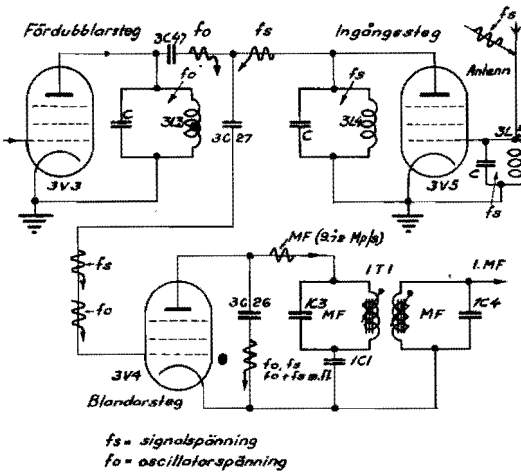 Fördubblarsteg
3C47
fo
fs
Ingångssteg
fs
Antenn
fo
3L3
C
3C27
fs
C
3L4
3V3
3V5
C
fs
fs
fo
MF (9.72 Mp/s)
1T1
1.MF
3C26
1C3
MF
MF
1C4
3V4
fo, fs
fo + fs m.fl
1C1
Blandarsteg
fs = signalspänning
fo = oscillatorspänning